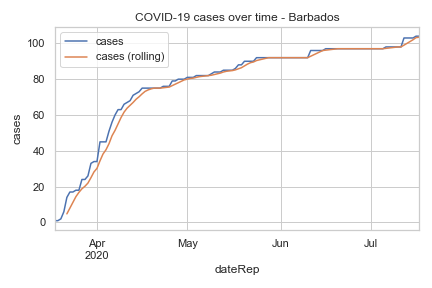 COVID-19 cases over time - Barbados
cases
cases (rolling)
100
80
60
40
20
0
cases
Apr
2020
May
Jun
Jul
dateRep